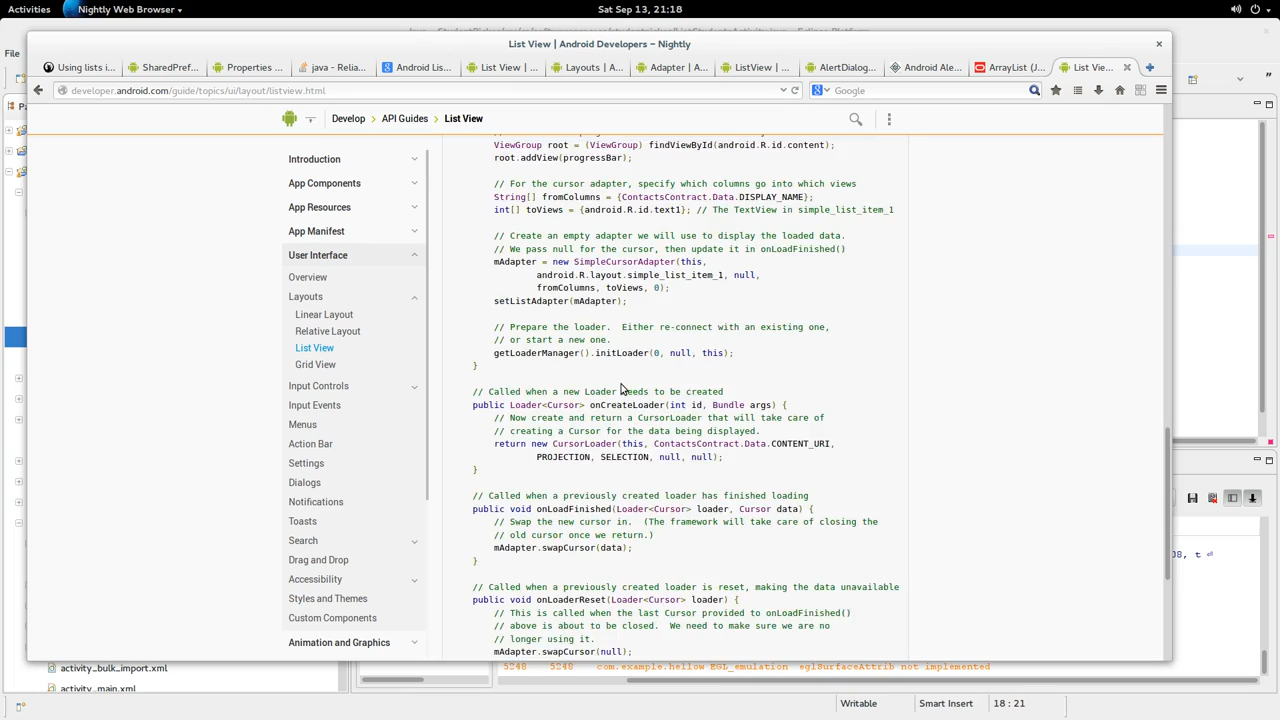 Activities
Nightly Web Browser
Sat Sep 13, 21:18
List View | Android Developers – Nightly
File
Using lists i...
SharedPref...
Properties ...
java - Relia...
Android Lis...
List View | ...
Layouts | A...
Adapter | A...
ListView | ...
AlertDialog...
Android Ale...
ArrayList (J...
List Vie...
developer.android.com/guide/topics/ui/layout/listview.html
Google
Develop > API Guides > List View
Introduction
App Components
App Resources
App Manifest
User Interface
Overview
Layouts
Linear Layout
Relative Layout
List View
Grid View
Input Controls
Input Events
Menus
Action Bar
Settings
Dialogs
Notifications
Toasts
Search
Drag and Drop
Accessibility
Styles and Themes
Custom Components
Animation and Graphics
ViewGroup root = (ViewGroup) findViewById(android.R.id.content);
root.addView(progressBar);
// For the cursor adapter, specify which columns go into which views
String[] fromColumns = {ContactsContract.Data.DISPLAY_NAME};
int[] toViews = {android.R.id.text1}; // The TextView in simple_list_item_1
// Create an empty adapter we will use to display the loaded data.
// We pass null for the cursor, then update it in onLoadFinished()
mAdapter = new SimpleCursorAdapter(this,
android.R.layout.simple_list_item_1, null,
fromColumns, toViews, 0);
setListAdapter(mAdapter);
// Prepare the loader.  Either re-connect with an existing one,
// or start a new one.
getLoaderManager().initLoader(0, null, this);
}
// Called when a new Loader needs to be created
public Loader<Cursor> onCreateLoader(int id, Bundle args) {
// Now create and return a CursorLoader that will take care of
// creating a Cursor for the data being displayed.
return new CursorLoader(this, ContactsContract.Data.CONTENT_URI,
PROJECTION, SELECTION, null, null);
}
// Called when a previously created loader has finished loading
public void onLoadFinished(Loader<Cursor> loader, Cursor data) {
// Swap the new cursor in.  (The framework will take care of closing the
// old cursor once we return.)
mAdapter.swapCursor(data);
}
// Called when a previously created loader is reset, making the data unavailable
public void onLoaderReset(Loader<Cursor> loader) {
// This is called when the last Cursor provided to onLoadFinished()
// above is about to be closed.  We need to make sure we are no
// longer using it.
mAdapter.swapCursor(null);
08, t
activity_bulk_import.xml
activity_main.xml
5248 5248 com.example.hellow EGL_emulation eglSurfaceAttrib not implemented
Writable
Smart Insert
18 : 21